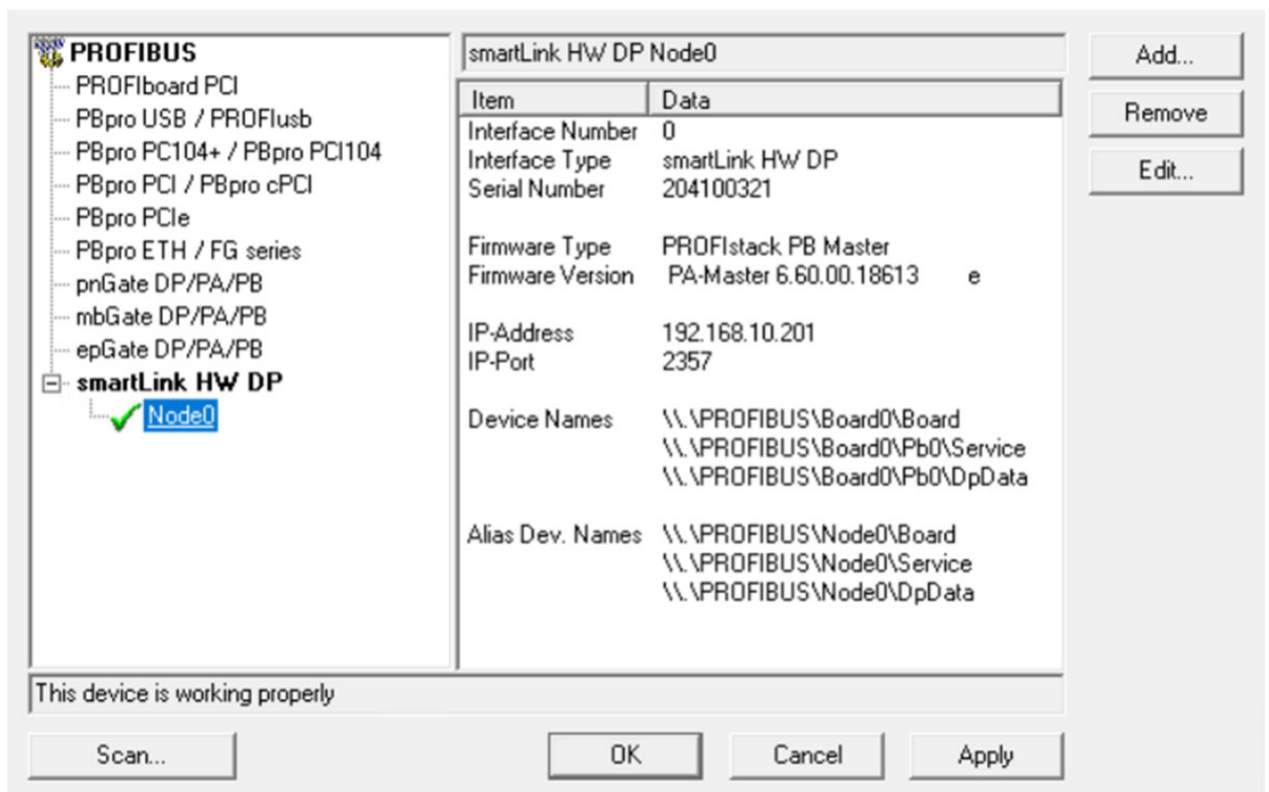 PROFIBUS
PROFIboard PCI
PBpro USB / PROFIusb
PBpro PC104+ / PBpro PCI104
PBpro PCI / PBpro cPCI
PBpro PCIe
PBpro ETH / FG series
pnGate DP/PA/PB
mbGate DP/PA/PB
epGate DP/PA/PB
smartLink HW DP
Node0
smartLink HW DP Node0
Item Data
Interface Number 0
Interface Type smartLink HW DP
Serial Number 204100321
Firmware Type PROFIstack PB Master
Firmware Version PA-Master 6.60.00.18613 e
IP-Address 192.168.10.201
IP-Port 2357
Device Names \\.\PROFIBUS\Board0\Board
\\.\PROFIBUS\Board0\Pb0\Service
\\.\PROFIBUS\Board0\Pb0\DpData
Alias Dev. Names \\.\PROFIBUS\Node0\Board
\\.\PROFIBUS\Node0\Service
\\.\PROFIBUS\Node0\DpData
Add...
Remove
Edit...
This device is working properly
Scan... OK Cancel Apply